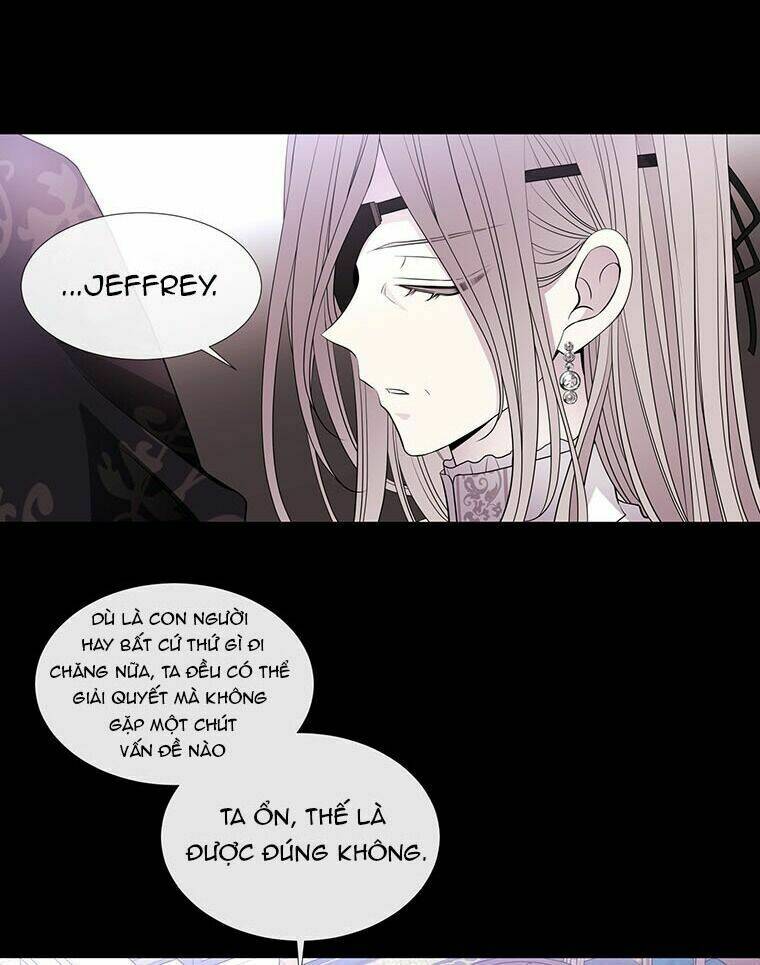 ...JEFFREY.
DÙ LÀ CON NGƯỜI
HAY BẤT CỨ THỨ GÌ ĐI
CHĂNG NỮA, TA ĐỀU CÓ THỂ
GIẢI QUYẾT MÀ KHÔNG
GẶP MỘT CHÚT
VẤN ĐỀ NÀO
TA ỔN, THẾ LÀ
ĐƯỢC ĐÚNG KHÔNG.